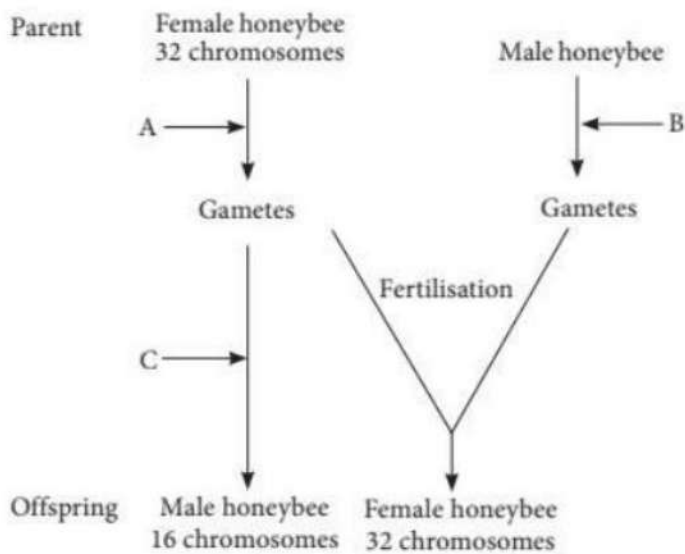 Parent
Female honeybee
32 chromosomes
Male honeybee
A
B
Gametes
Gametes
Fertilisation
C
Offspring
Male honeybee
16 chromosomes
Female honeybee
32 chromosomes